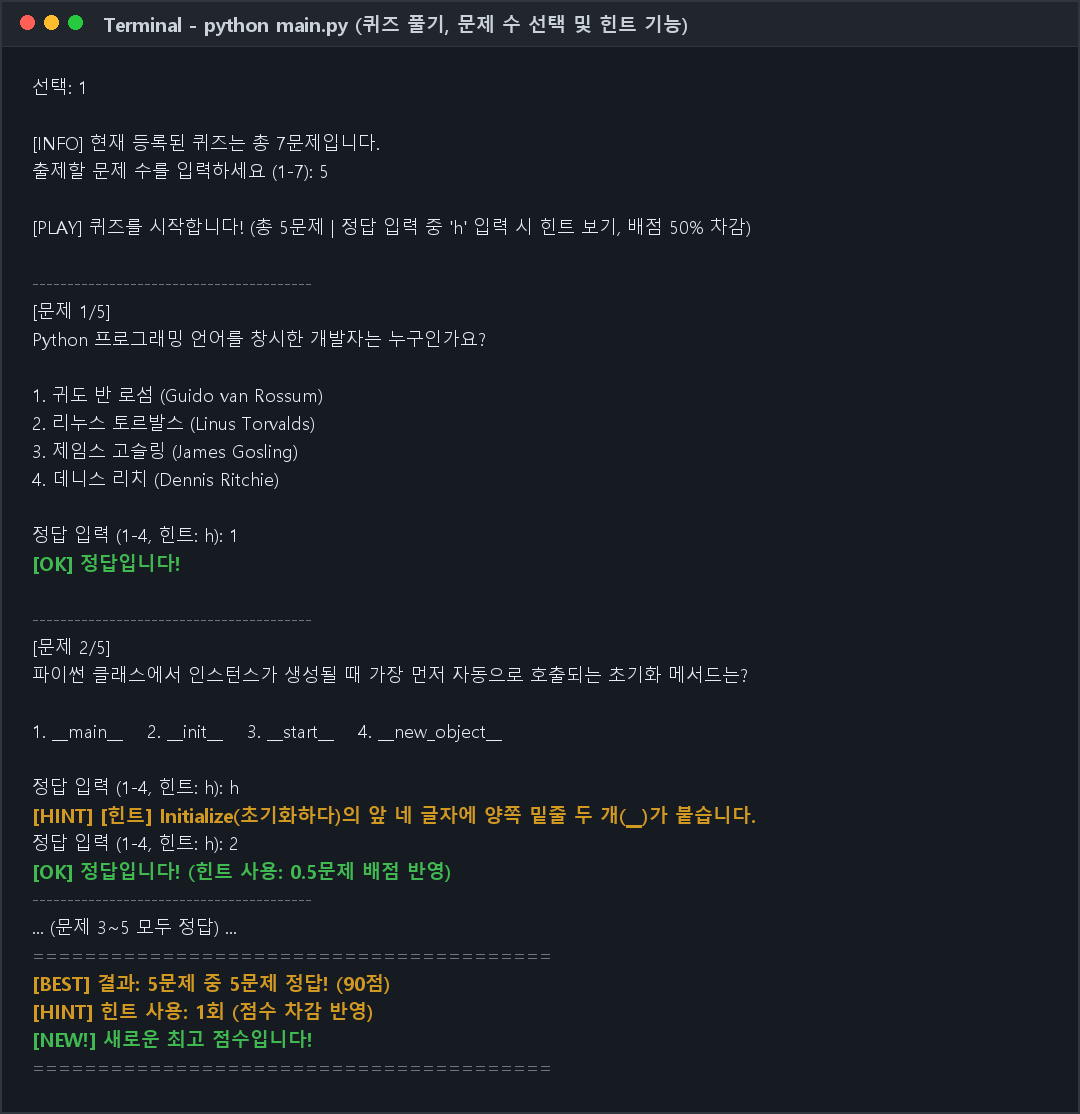 Terminal - python main.py (퀴즈 풀기, 문제 수 선택 및 힌트 기능)
선택: 1
[INFO] 현재 등록된 퀴즈는 총 7문제입니다.
출제할 문제 수를 입력하세요 (1-7): 5
[PLAY] 퀴즈를 시작합니다! (총 5문제 | 정답 입력 중 'h' 입력 시 힌트 보기, 배점 50% 차감)
----------------------------------------
[문제 1/5]
Python 프로그래밍 언어를 창시한 개발자는 누구인가요?
1. 귀도 반 로섬 (Guido van Rossum)
2. 리누스 토르발스 (Linus Torvalds)
3. 제임스 고슬링 (James Gosling)
4. 데니스 리치 (Dennis Ritchie)
정답 입력 (1-4, 힌트: h): 1
[OK] 정답입니다!
----------------------------------------
[문제 2/5]
파이썬 클래스에서 인스턴스가 생성될 때 가장 먼저 자동으로 호출되는 초기화 메서드는?
1. __main__    2. __init__    3. __start__    4. __new_object__
정답 입력 (1-4, 힌트: h): h
[HINT] [힌트] Initialize(초기화하다)의 앞 네 글자에 양쪽 밑줄 두 개(__)가 붙습니다.
정답 입력 (1-4, 힌트: h): 2
[OK] 정답입니다! (힌트 사용: 0.5문제 배점 반영)
----------------------------------------
... (문제 3~5 모두 정답) ...
========================================
[BEST] 결과: 5문제 중 5문제 정답! (90점)
[HINT] 힌트 사용: 1회 (점수 차감 반영)
[NEW!] 새로운 최고 점수입니다!
========================================